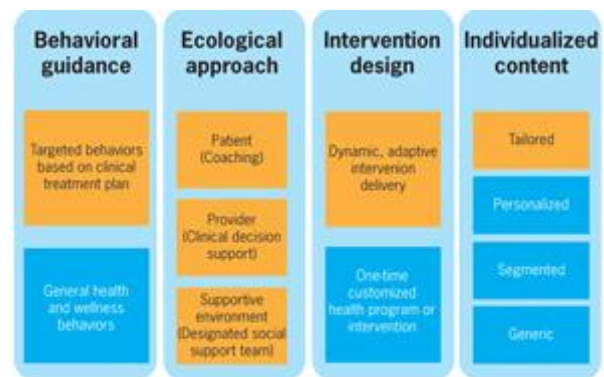 Behavioral
guidance
Targeted behaviors
based on clinical
treatment plan
General health
and wellness
behaviors
Ecological
approach
Patient
(Coaching)
Provider
(Clinical decision
support)
Supportive
environment
(Designated social
support team)
Intervention
design
Dynamic, adaptive
intervenion
delivery
One-time
customized
health program or
intervention
Individualized
content
Tailored
Personalized
Segmented
Generic